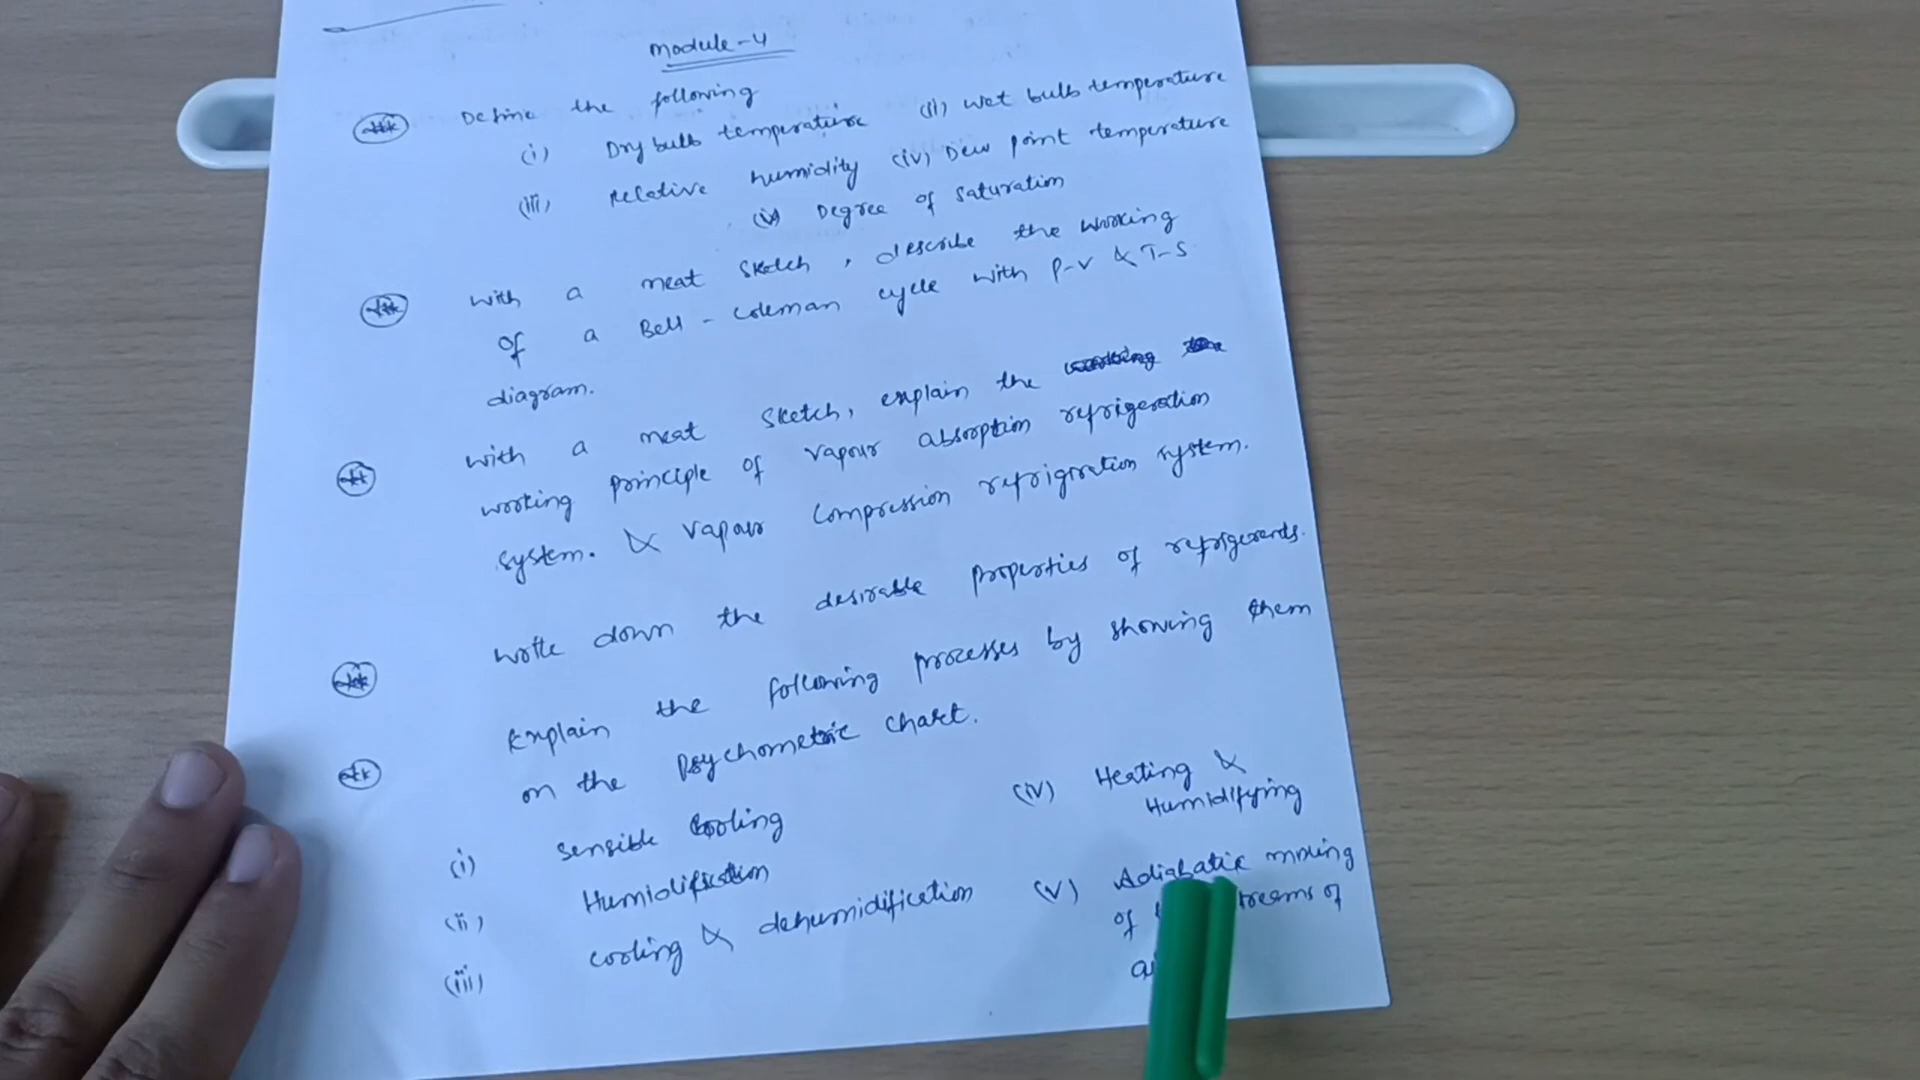 Module-4
Define the following
(i) Dry bulb temperature (ii) wet bulb temperature
(iii) relative humidity (iv) Dew point temperature
(v) Degree of saturation
with a neat sketch, describe the working
of a Bell-Coleman cycle with P-V & T-S
diagram.
with a neat sketch, explain the
working principle of vapour absorption refrigeration
system. & vapour compression refrigiration system.
write down the desirable properties of refrigerants.
Explain the following processes by showing them
on the Psychometric chart.
(i) sensible cooling
(ii) Humidification
(iii) cooling & dehumidification
(iv) Heating &
Humidifying
(v) Adiabatic mixing
of of